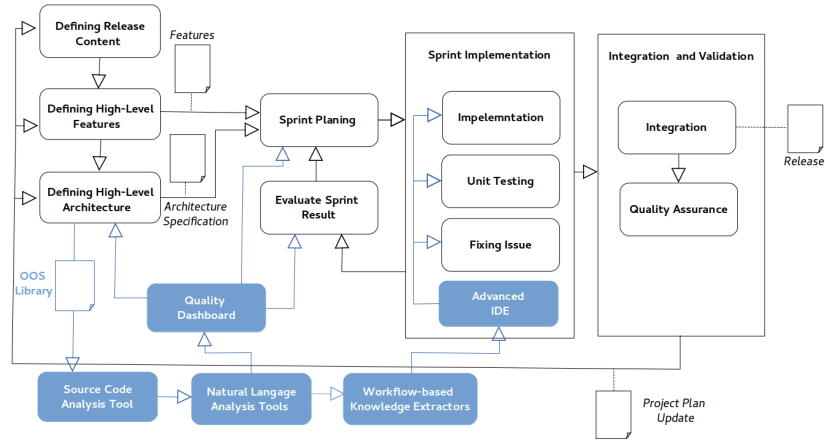 Defining Release
Content
Features
Sprint Implementation
Integration and Validation
Defining High-Level
Features
Sprint Planing
Impelemntation
Integration
Release
Defining High-Level
Architecture
Architecture
Specification
Evaluate Sprint
Result
Unit Testing
Quality Assurance
Fixing Issue
OOS
Library
Quality
Dashboard
Advanced
IDE
Source Code
Analysis Tool
Natural Langage
Analysis Tools
Workflow-based
Knowledge Extractors
Project Plan
Update